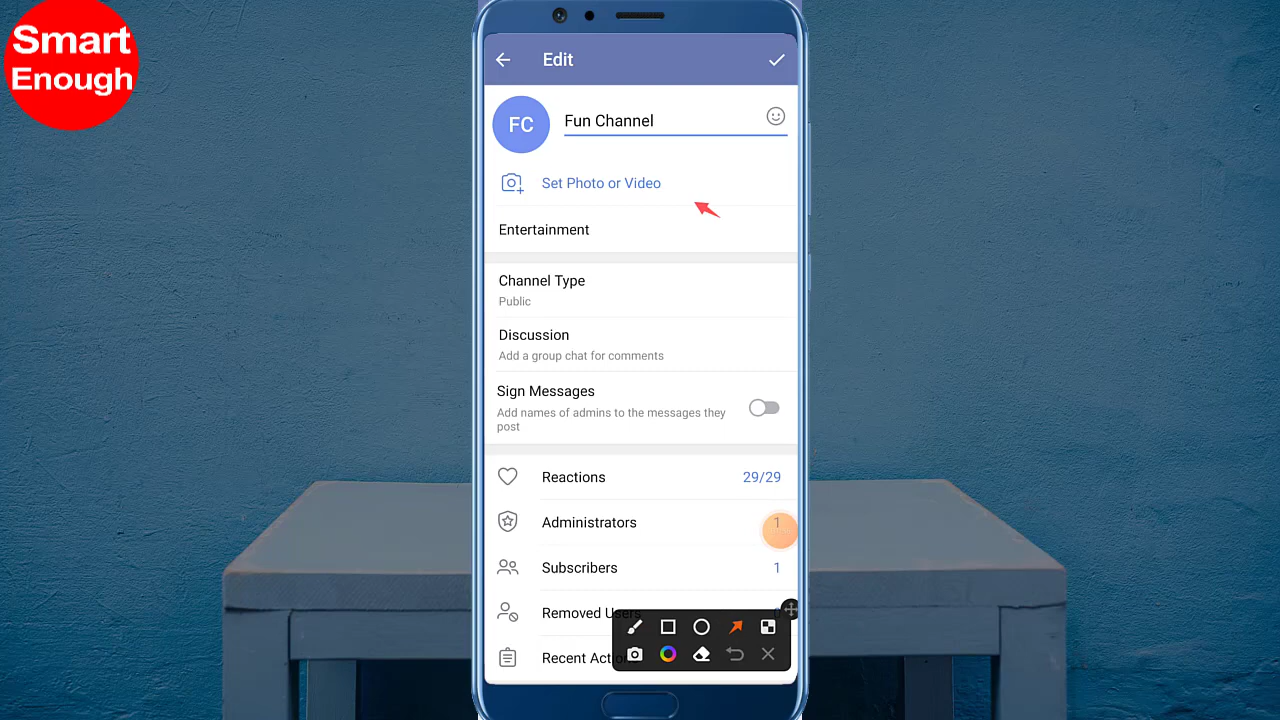 Smart
Enough
Edit
FC
Fun Channel
Set Photo or Video
Entertainment
Channel Type
Public
Discussion
Add a group chat for comments
Sign Messages
Add names of admins to the messages they
post
Reactions 29/29
Administrators 1
Subscribers 1
Removed Users
Recent